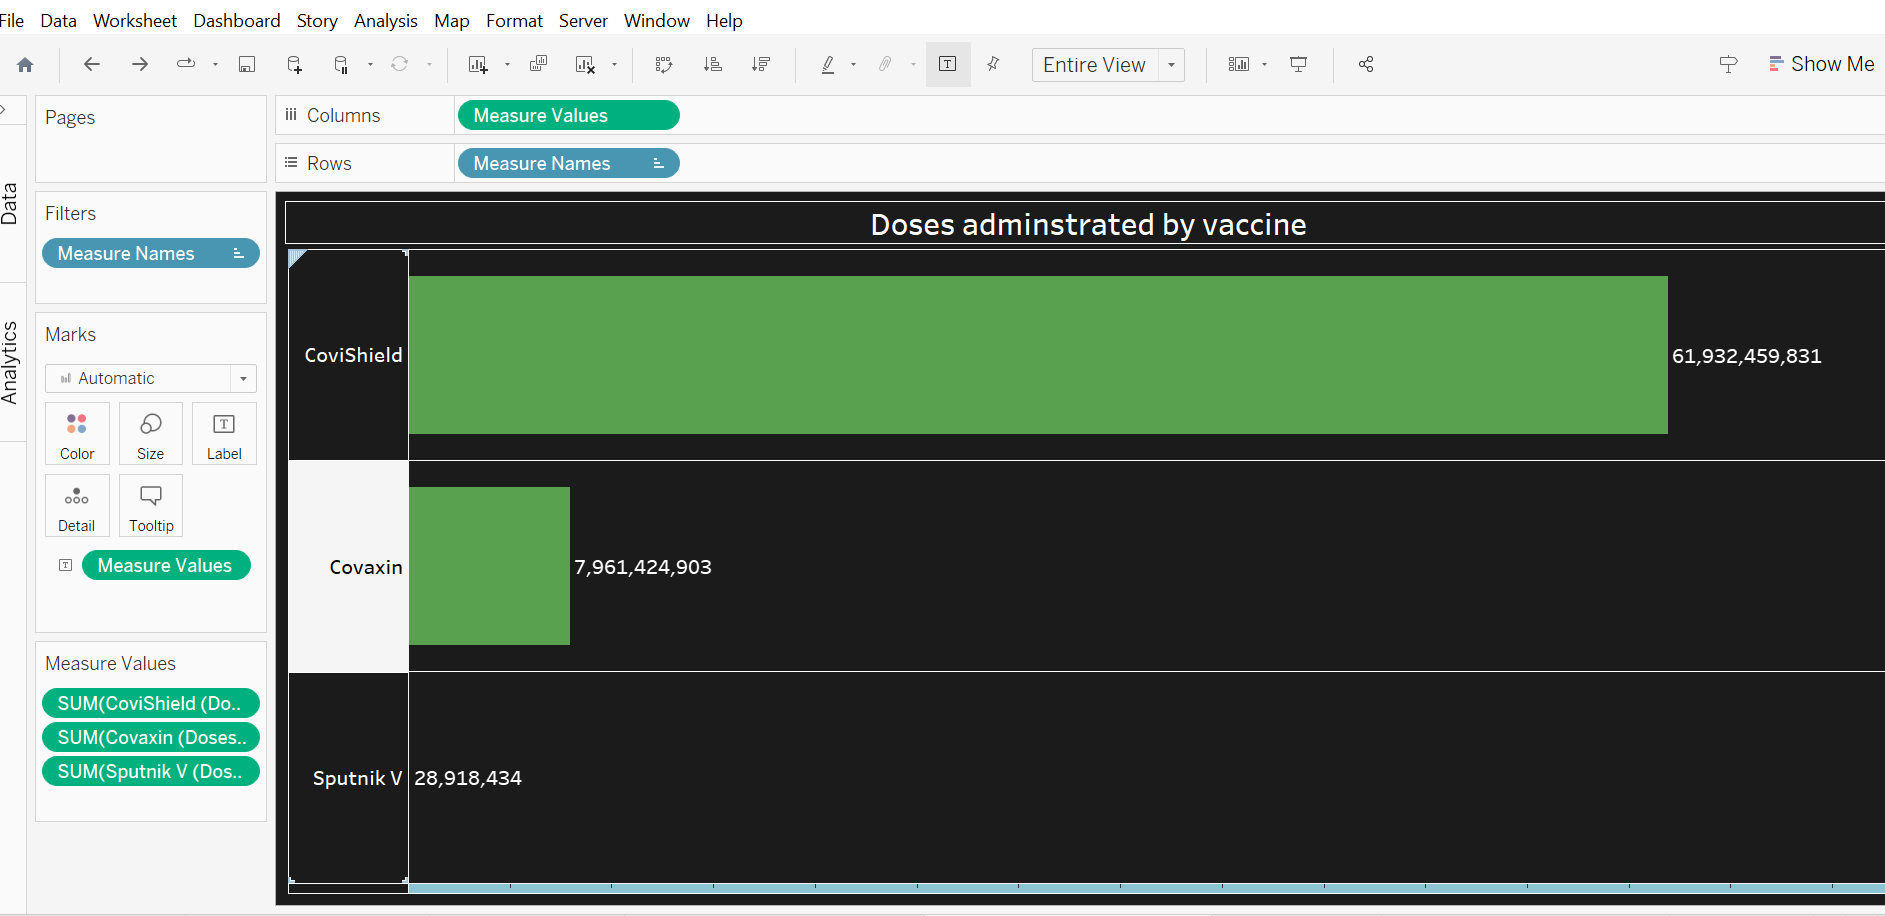 File Data Worksheet Dashboard Story Analysis Map Format Server Window Help
Entire View
Show Me
Pages
Columns Measure Values
Rows Measure Names
Data
Analytics
Filters
Measure Names
Marks
Automatic
Color Size Label
Detail Tooltip
Measure Values
Measure Values
SUM(CoviShield (Do..
SUM(Covaxin (Doses..
SUM(Sputnik V (Dos..
Doses adminstrated by vaccine
CoviShield 61,932,459,831
Covaxin 7,961,424,903
Sputnik V 28,918,434